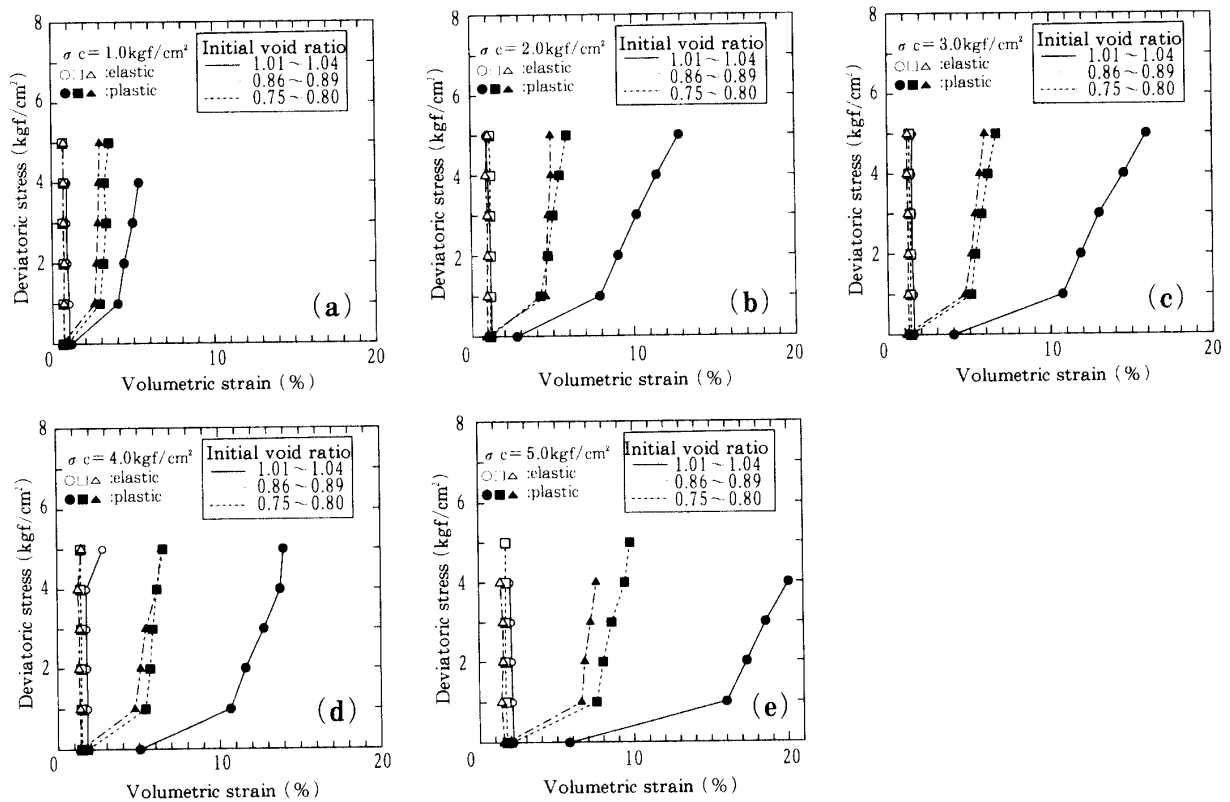 8
σ c = 1.0kgf/cm²
○□△ :elastic
●■▲ :plastic
Initial void ratio
1.01~1.04
0.86~0.89
0.75~0.80
6
4
2
Deviatoric stress (kgf/cm²)
(a)
0 10 20
Volumetric strain (%)
8
σ c = 2.0kgf/cm²
○□△ :elastic
●■▲ :plastic
Initial void ratio
1.01~1.04
0.86~0.89
0.75~0.80
6
4
2
Deviatoric stress (kgf/cm²)
(b)
0 10 20
Volumetric strain (%)
8
σ c = 3.0kgf/cm²
○□△ :elastic
●■▲ :plastic
Initial void ratio
1.01~1.04
0.86~0.89
0.75~0.80
6
4
2
Deviatoric stress (kgf/cm²)
(c)
0 10 20
Volumetric strain (%)
8
σ c = 4.0kgf/cm²
○□△ :elastic
●■▲ :plastic
Initial void ratio
1.01~1.04
0.86~0.89
0.75~0.80
6
4
2
Deviatoric stress (kgf/cm²)
(d)
0 10 20
Volumetric strain (%)
8
σ c = 5.0kgf/cm²
○□△ :elastic
●■▲ :plastic
Initial void ratio
1.01~1.04
0.86~0.89
0.75~0.80
6
4
2
Deviatoric stress (kgf/cm²)
(e)
0 10 20
Volumetric strain (%)